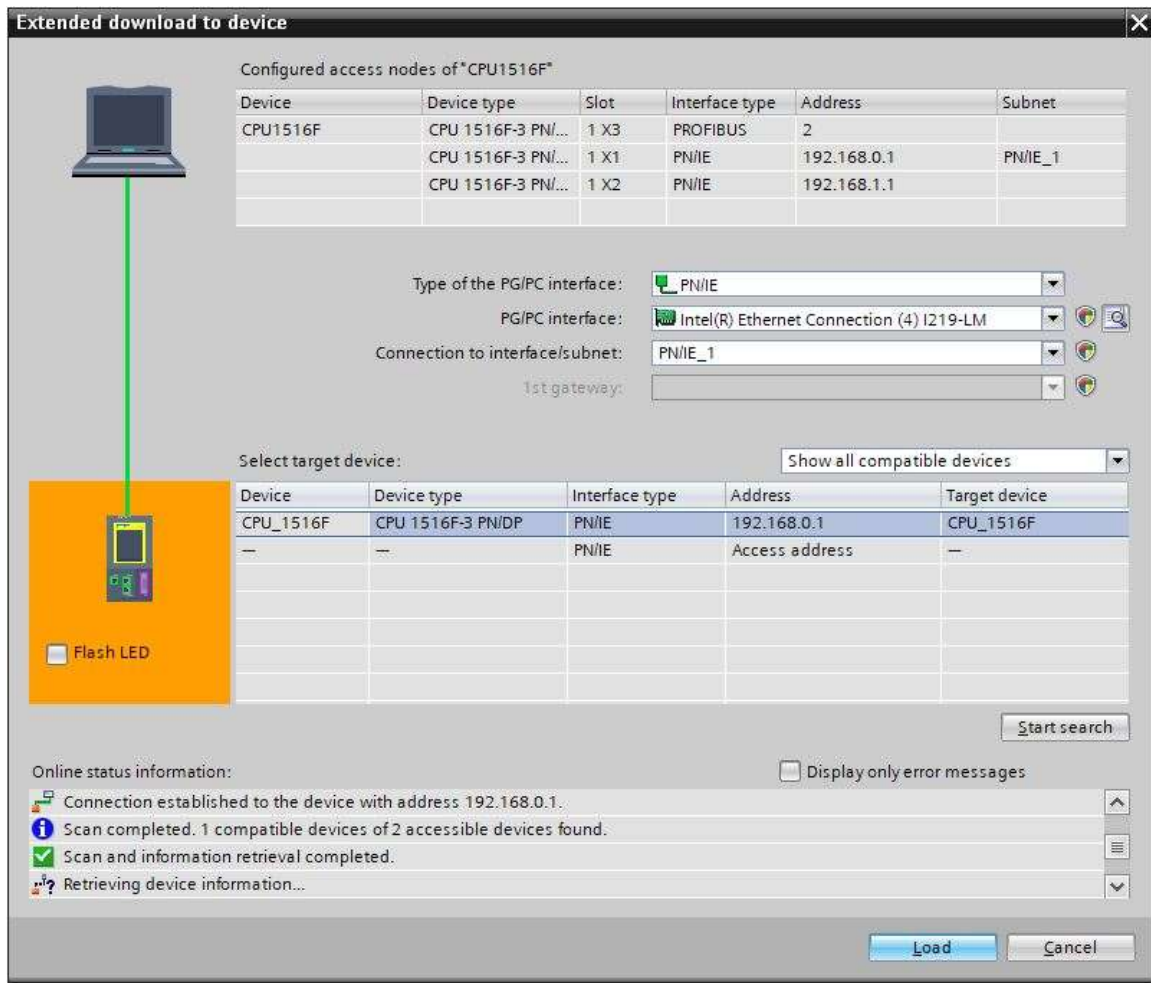 Extended download to device
Configured access nodes of "CPU1516F"
Device Device type Slot Interface type Address Subnet
CPU1516F CPU 1516F-3 PN/... 1 X3 PROFIBUS 2
CPU 1516F-3 PN/... 1 X1 PN/IE 192.168.0.1 PN/IE_1
CPU 1516F-3 PN/... 1 X2 PN/IE 192.168.1.1
Type of the PG/PC interface: PN/IE
PG/PC interface: Intel(R) Ethernet Connection (4) I219-LM
Connection to interface/subnet: PN/IE_1
1st gateway:
Select target device: Show all compatible devices
Device Device type Interface type Address Target device
CPU_1516F CPU 1516F-3 PN/DP PN/IE 192.168.0.1 CPU_1516F
— — PN/IE Access address —
Flash LED
Start search
Online status information: Display only error messages
Connection established to the device with address 192.168.0.1.
Scan completed. 1 compatible devices of 2 accessible devices found.
Scan and information retrieval completed.
Retrieving device information...
Load Cancel